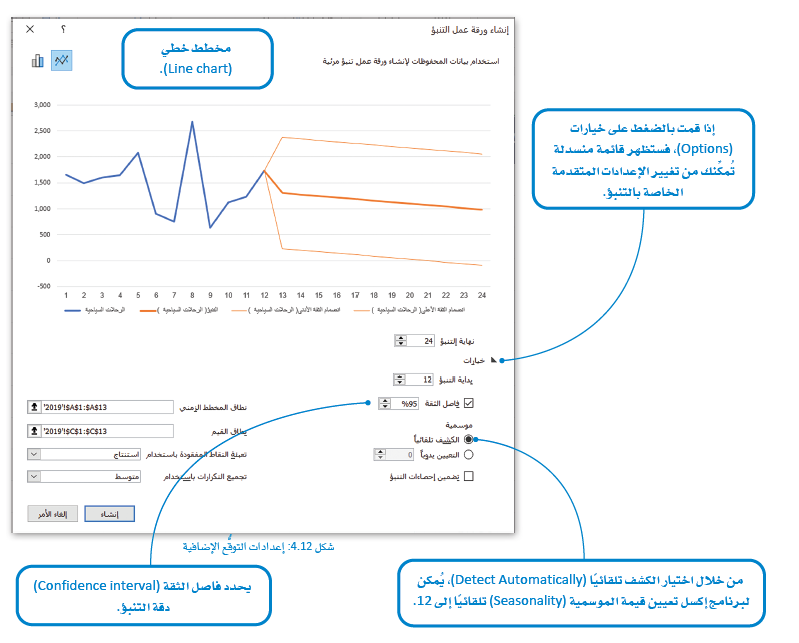 إنشاء ورقة عمل التنبؤ
؟
مخطط خطي
(Line chart).
استخدام بيانات المحفوظات لإنشاء ورقة عمل تنبؤ مرئية
إذا قمت بالضغط على خيارات
(Options)، فستظهر قائمة منسدلة
تُمكّنك من تغيير الإعدادات المتقدمة
الخاصة بالتنبؤ.
3,000
2,500
2,000
1,500
1,000
500
0
-500
1 2 3 4 5 6 7 8 9 10 11 12 13 14 15 16 17 18 19 20 21 22 23 24
الرحلات السياحية
التنبؤ( الرحلات السياحية )
انضمام الثقة الأدنى( الرحلات السياحية )
انضمام الثقة الأعلى( الرحلات السياحية )
نهاية التنبؤ 24
خيارات
بداية التنبؤ 12
فاصل الثقة %95
موسمية
الكشف تلقائياً
التعيين يدوياً 0
تضمين إحصاءات التنبؤ
نطاق المخطط الزمني '2019'!$A$1:$A$13
نطاق القيم '2019'!$C$1:$C$13
تعبئة النقاط المفقودة باستخدام استنتاج
تجميع التكرارات باستخدام متوسط
إنشاء
إلغاء الأمر
شكل 4.12: إعدادات التوقُّع الإضافية
يحدد فاصل الثقة (Confidence interval)
دقة التنبؤ.
من خلال اختيار الكشف تلقائيًا (Detect Automatically)، يُمكن
لبرنامج إكسل تعيين قيمة الموسمية (Seasonality) تلقائيًا إلى 12.